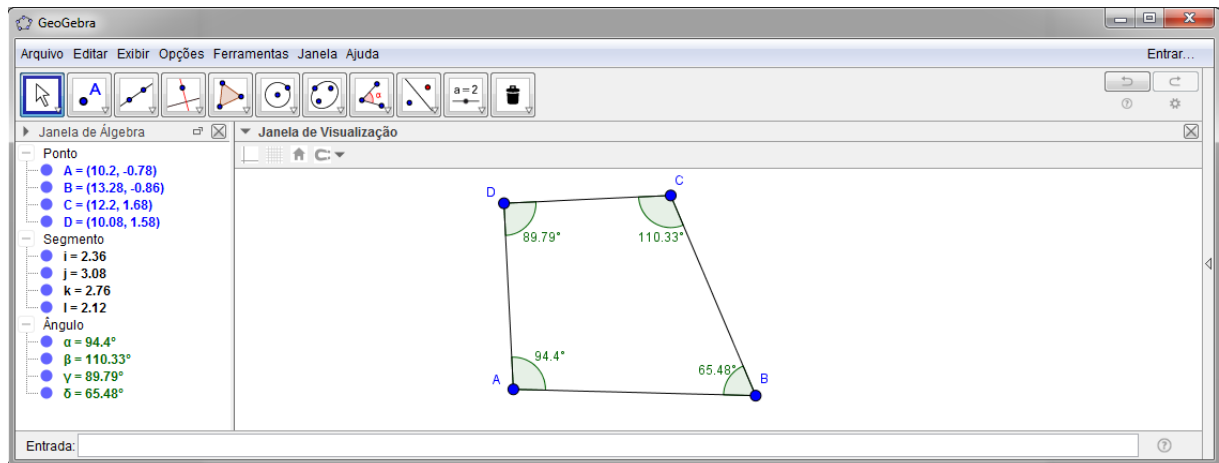 GeoGebra
Arquivo Editar Exibir Opções Ferramentas Janela Ajuda
Entrar...
A
α
a = 2
Janela de Álgebra
Ponto
A = (10.2, -0.78)
B = (13.28, -0.86)
C = (12.2, 1.68)
D = (10.08, 1.58)
Segmento
i = 2.36
j = 3.08
k = 2.76
l = 2.12
Ângulo
α = 94.4°
β = 110.33°
γ = 89.79°
δ = 65.48°
Janela de Visualização
D
C
89.79°
110.33°
94.4°
65.48°
A
B
Entrada: